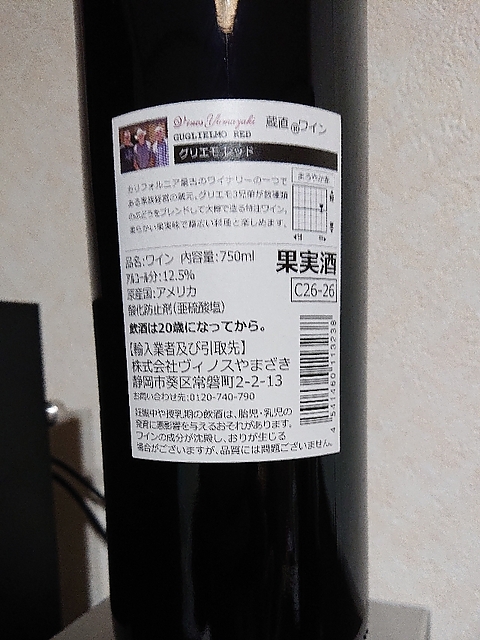 Vinos Yamazaki 蔵直®ワイン
GUGLIELMO RED
グリエモ レッド
まろやか赤
カリフォルニア最古のワイナリーの一つで
ある家族経営の蔵元、グリエモ3兄弟が数種類
のぶどうをブレンドして大樽で造る特注ワイン。
柔らかい果実味で幅広い料理と楽しめます。
品名:ワイン 内容量:750ml
アルコール分:12.5%
原産国:アメリカ
酸化防止剤(亜硫酸塩)
果実酒
C26-26
飲酒は20歳になってから。
【輸入業者及び引取先】
株式会社ヴィノスやまざき
静岡市葵区常磐町2-2-13
お問い合わせ先:0120-740-790
妊娠中や授乳期の飲酒は、胎児・乳児の
発育に悪影響を与えるおそれがあります。
ワインの成分が沈殿し、おりが生じる
場合がございますが、品質には問題ございません。
4 541460 113238